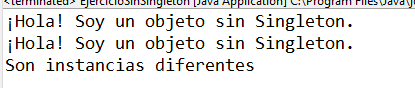 <terminated> EjercicioSinSingleton [Java Application] C:\Program Files\Java\j
¡Hola! Soy un objeto sin Singleton.
¡Hola! Soy un objeto sin Singleton.
Son instancias diferentes